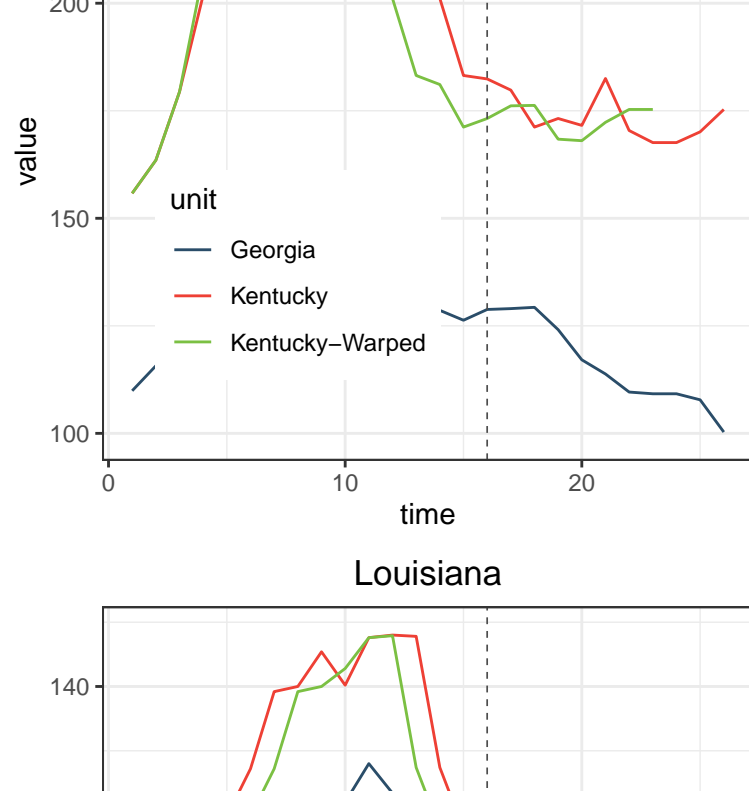 200
value
unit
Georgia
Kentucky
Kentucky–Warped
150
100
0 10 20
time
Louisiana
140